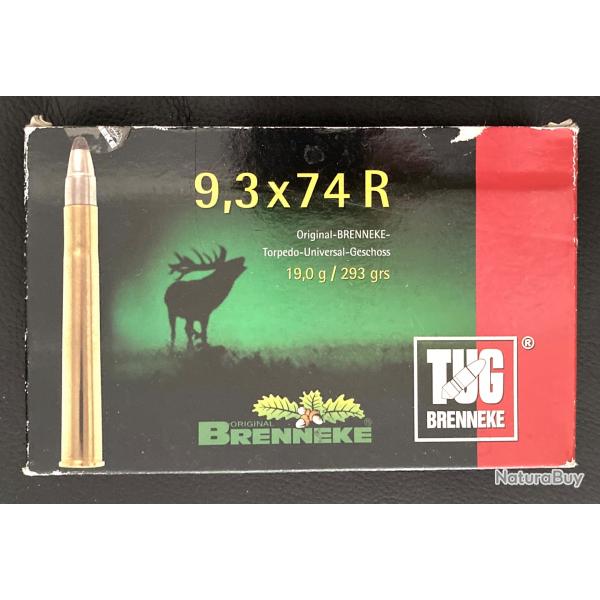 9,3 x 74 R
Original-BRENNEKE-
Torpedo-Universal-Geschoss
19,0 g / 293 grs
TUG
BRENNEKE
®
ORIGINAL
BRENNEKE
®
NaturaBuy